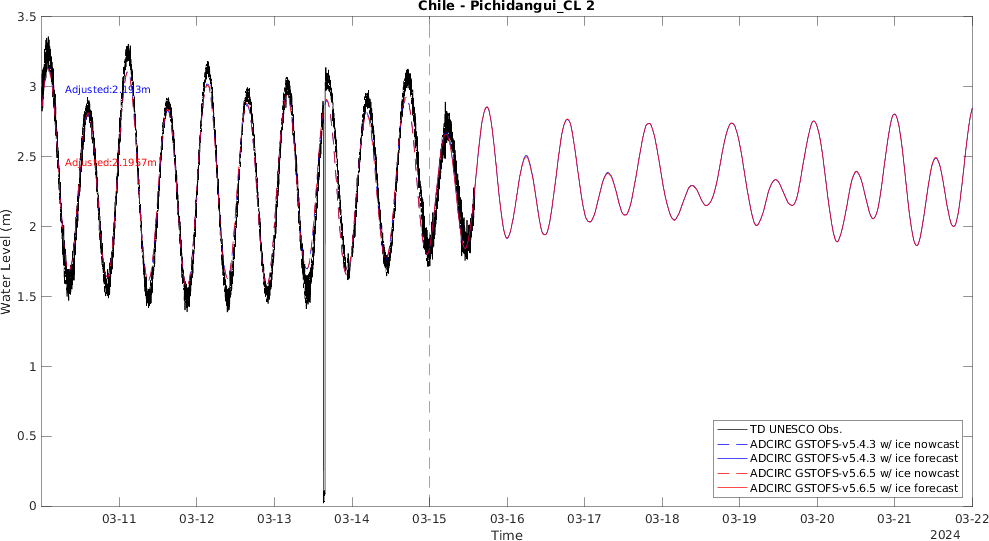 Chile - Pichidangui_CL 2
3.5
3
2.5
2
1.5
1
0.5
0
Water Level (m)
Adjusted:2.193m
Adjusted:2.1957m
TD UNESCO Obs.
ADCIRC GSTOFS-v5.4.3 w/ ice nowcast
ADCIRC GSTOFS-v5.4.3 w/ ice forecast
ADCIRC GSTOFS-v5.6.5 w/ ice nowcast
ADCIRC GSTOFS-v5.6.5 w/ ice forecast
03-11 03-12 03-13 03-14 03-15 03-16 03-17 03-18 03-19 03-20 03-21 03-22
Time
2024